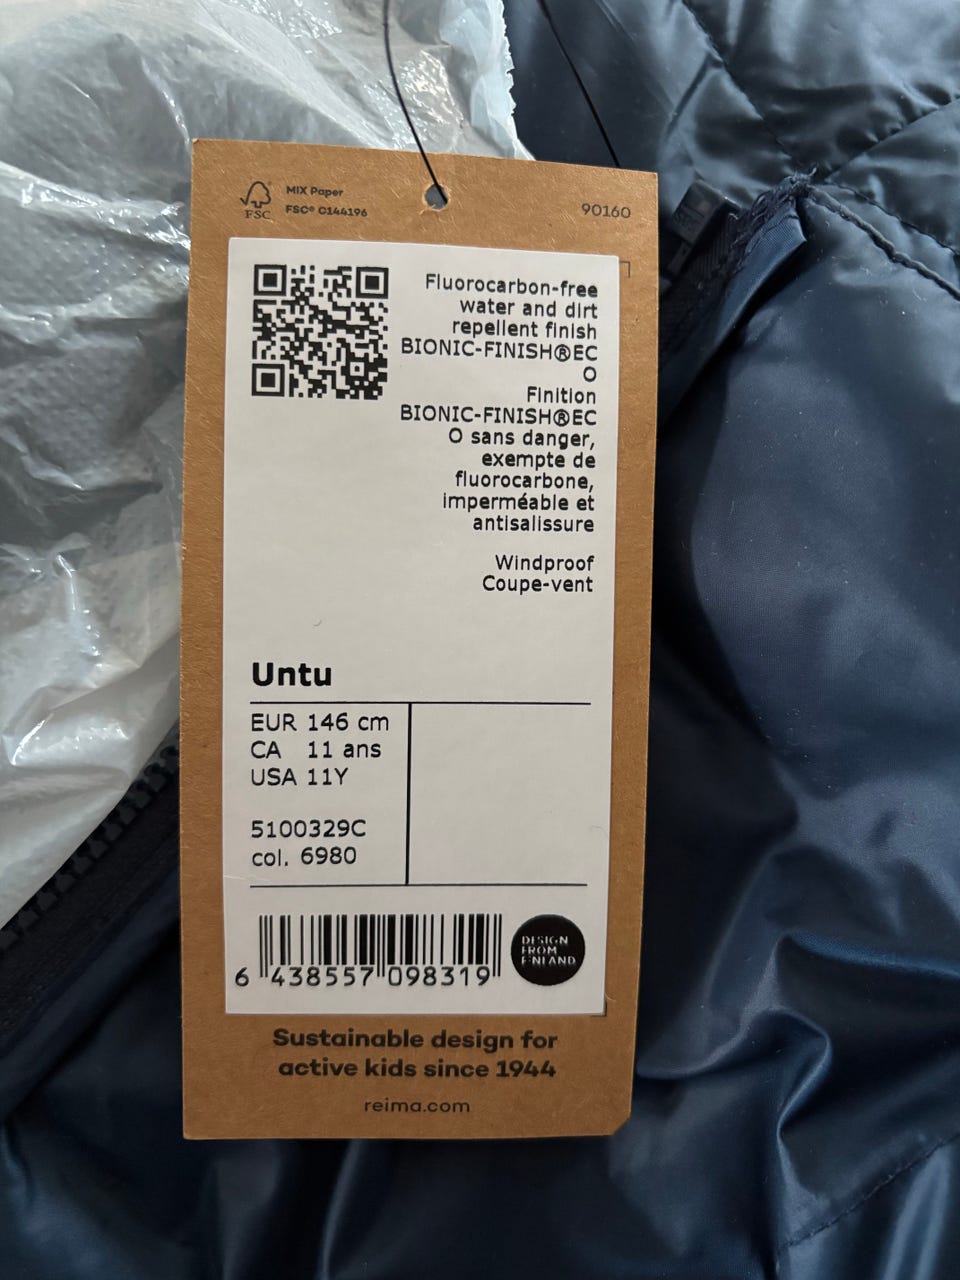 FSC
MIX Paper
FSC® C144196
90160
Fluorocarbon-free
water and dirt
repellent finish
BIONIC-FINISH®EC
O
Finition
BIONIC-FINISH®EC
O sans danger,
exempte de
fluorocarbone,
imperméable et
antisalissure
Windproof
Coupe-vent
Untu
EUR 146 cm
CA 11 ans
USA 11Y
5100329C
col. 6980
6 438557 098319
DESIGN
FROM
FINLAND
Sustainable design for
active kids since 1944
reima.com